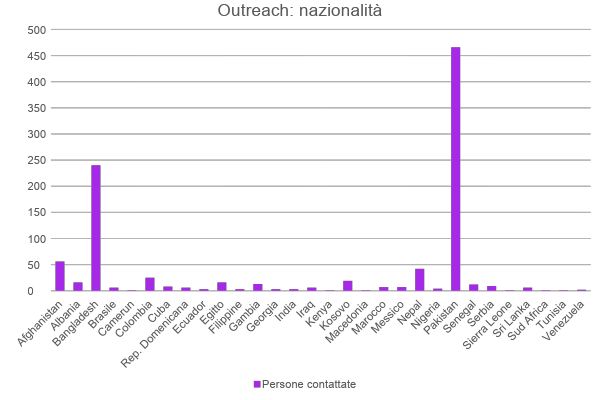 Outreach: nazionalità
500
450
400
350
300
250
200
150
100
50
0
Afghanistan
Albania
Bangladesh
Brasile
Camerun
Colombia
Cuba
Rep. Domenicana
Ecuador
Egitto
Filippine
Gambia
Georgia
India
Iraq
Kenya
Kosovo
Macedonia
Marocco
Messico
Nepal
Nigeria
Pakistan
Senegal
Serbia
Sierra Leone
Sri Lanka
Sud Africa
Tunisia
Venezuela
Persone contattate